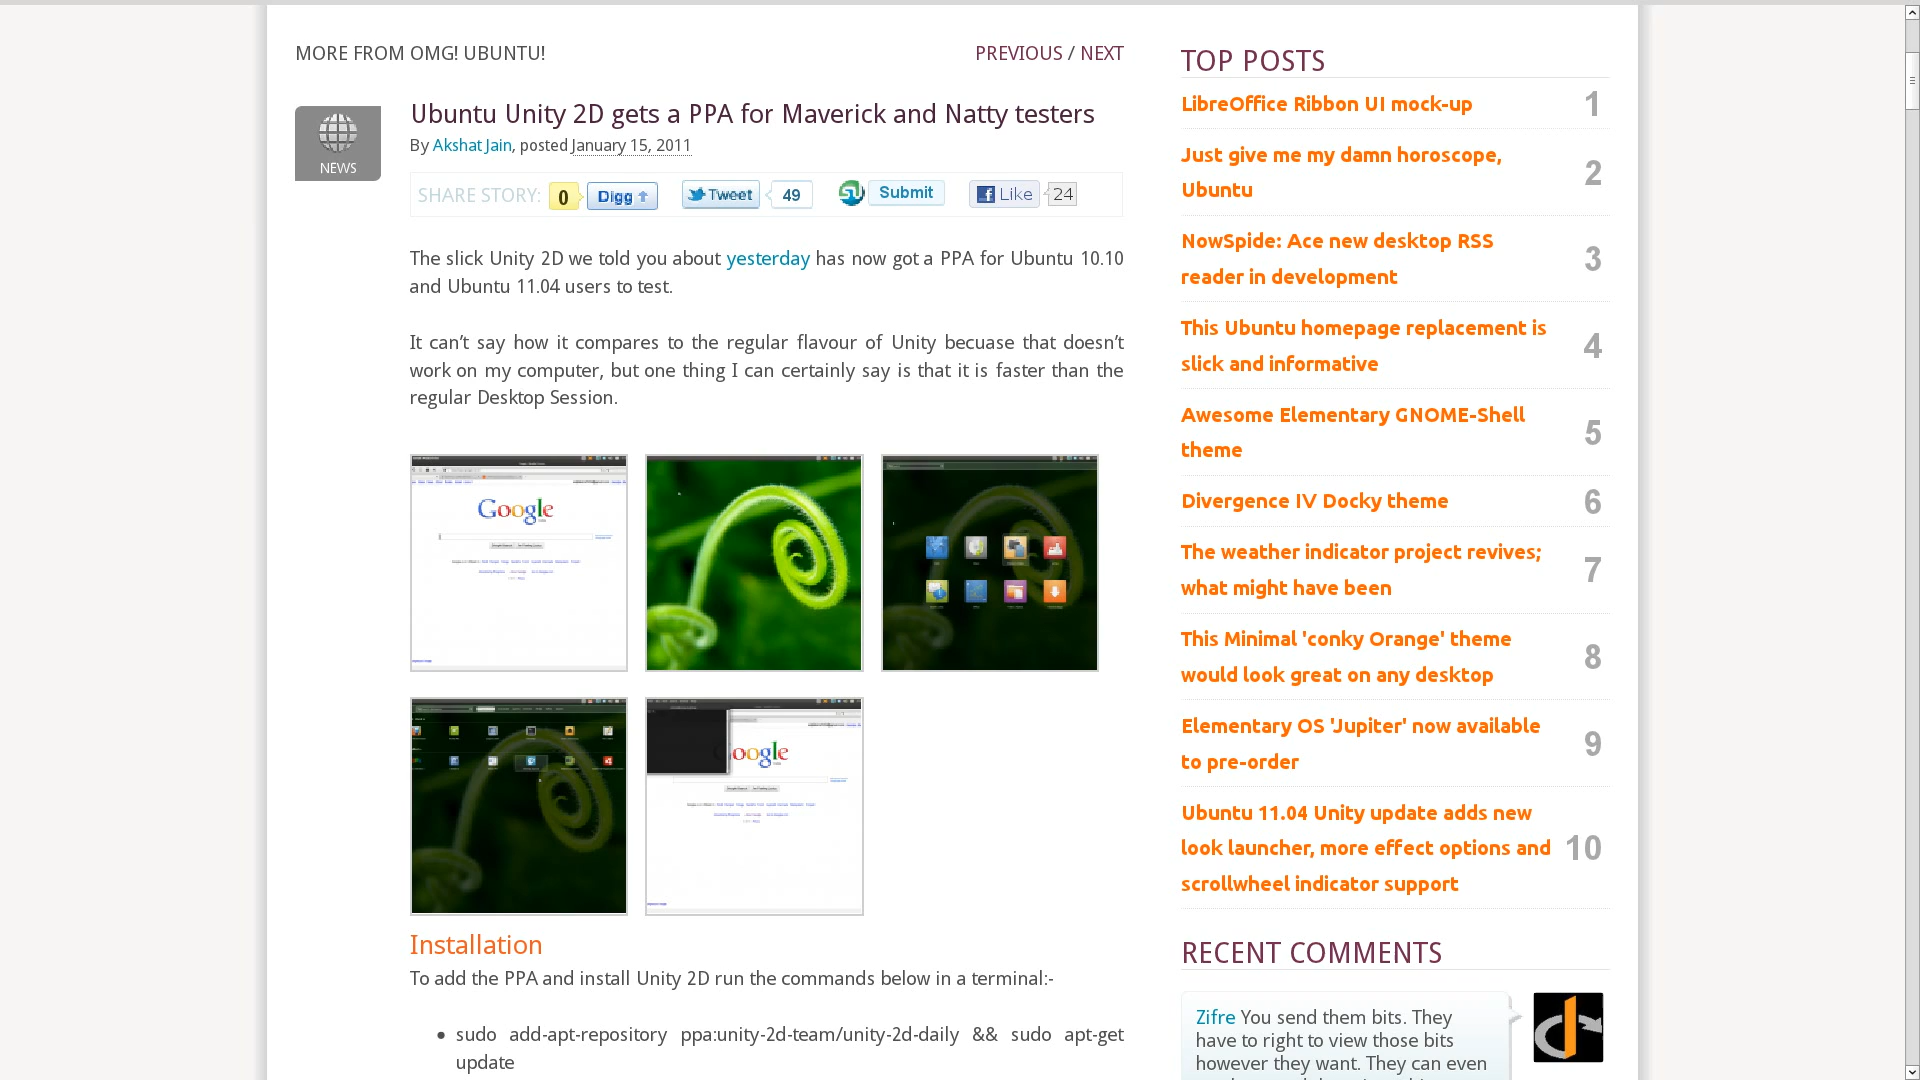 MORE FROM OMG! UBUNTU!
PREVIOUS / NEXT
NEWS
Ubuntu Unity 2D gets a PPA for Maverick and Natty testers
By Akshat Jain, posted January 15, 2011
SHARE STORY: 0 Digg Tweet 49 Submit Like 24
The slick Unity 2D we told you about yesterday has now got a PPA for Ubuntu 10.10
and Ubuntu 11.04 users to test.
It can’t say how it compares to the regular flavour of Unity becuase that doesn’t
work on my computer, but one thing I can certainly say is that it is faster than the
regular Desktop Session.
Google
oogle
Installation
To add the PPA and install Unity 2D run the commands below in a terminal:-
• sudo add-apt-repository ppa:unity-2d-team/unity-2d-daily && sudo apt-get
update
TOP POSTS
LibreOffice Ribbon UI mock-up 1
Just give me my damn horoscope,
Ubuntu 2
NowSpide: Ace new desktop RSS
reader in development 3
This Ubuntu homepage replacement is
slick and informative 4
Awesome Elementary GNOME-Shell
theme 5
Divergence IV Docky theme 6
The weather indicator project revives;
what might have been 7
This Minimal 'conky Orange' theme
would look great on any desktop 8
Elementary OS 'Jupiter' now available
to pre-order 9
Ubuntu 11.04 Unity update adds new
look launcher, more effect options and 10
scrollwheel indicator support
RECENT COMMENTS
Zifre You send them bits. They
have to right to view those bits
however they want. They can even